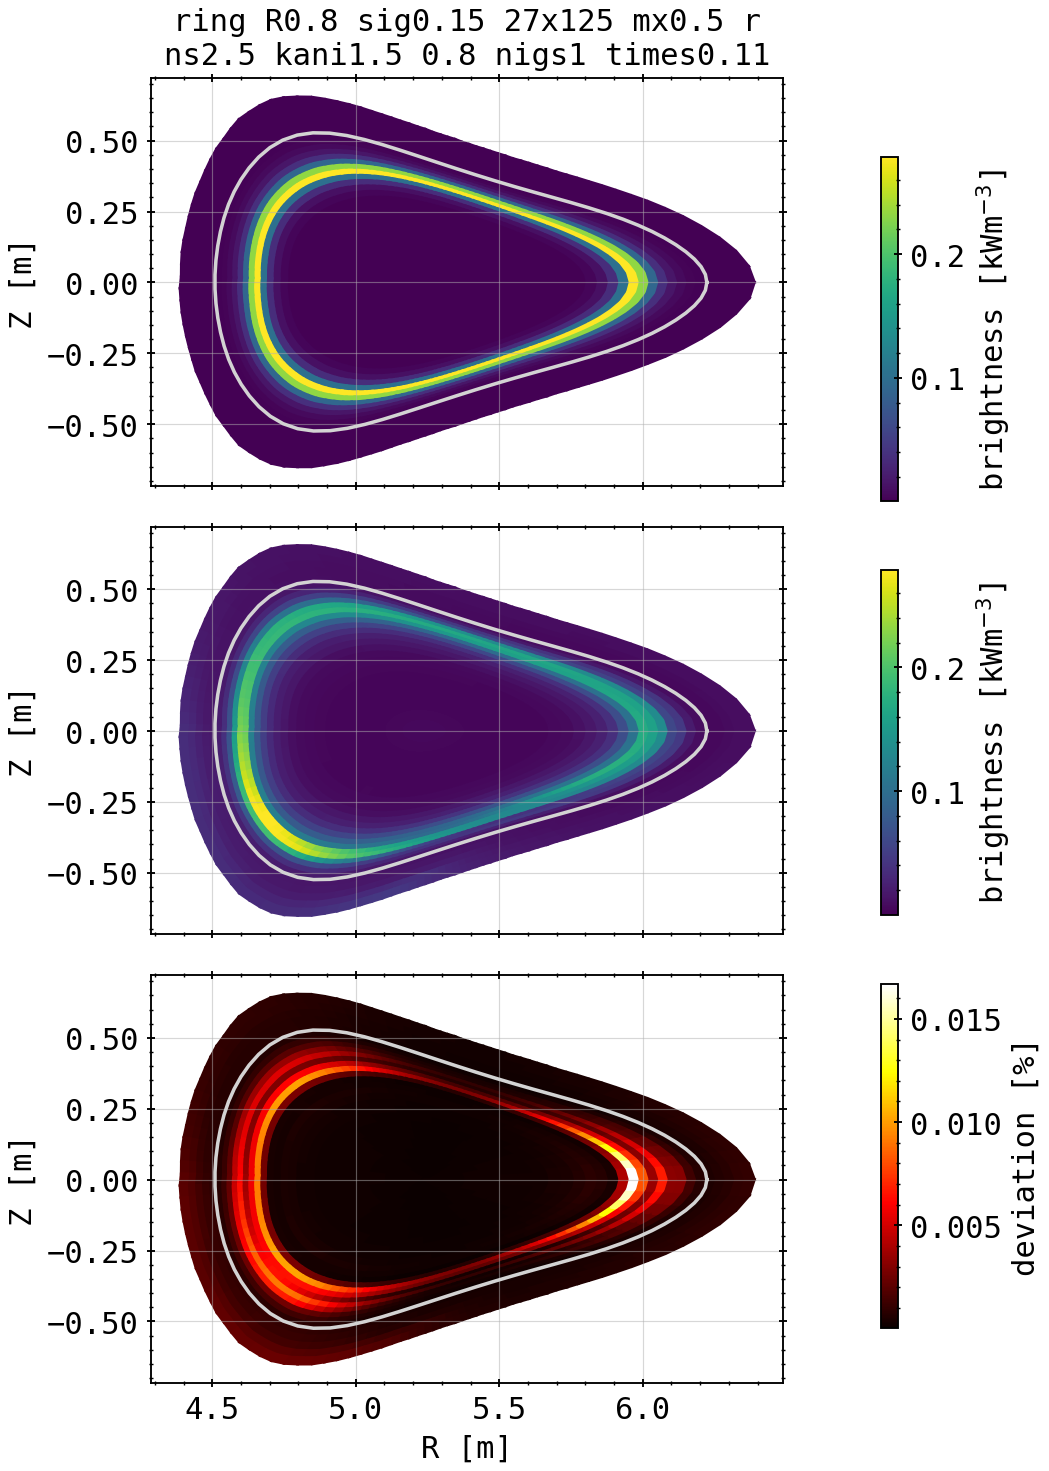 ring R0.8 sig0.15 27x125 mx0.5 r
ns2.5 kani1.5 0.8 nigs1 times0.11
0.50
0.25
0.00
−0.25
−0.50
Z [m]
0.2
0.1
brightness [kWm⁻³]
0.50
0.25
0.00
−0.25
−0.50
Z [m]
0.2
0.1
brightness [kWm⁻³]
0.50
0.25
0.00
−0.25
−0.50
Z [m]
0.015
0.010
0.005
deviation [%]
4.5 5.0 5.5 6.0
R [m]